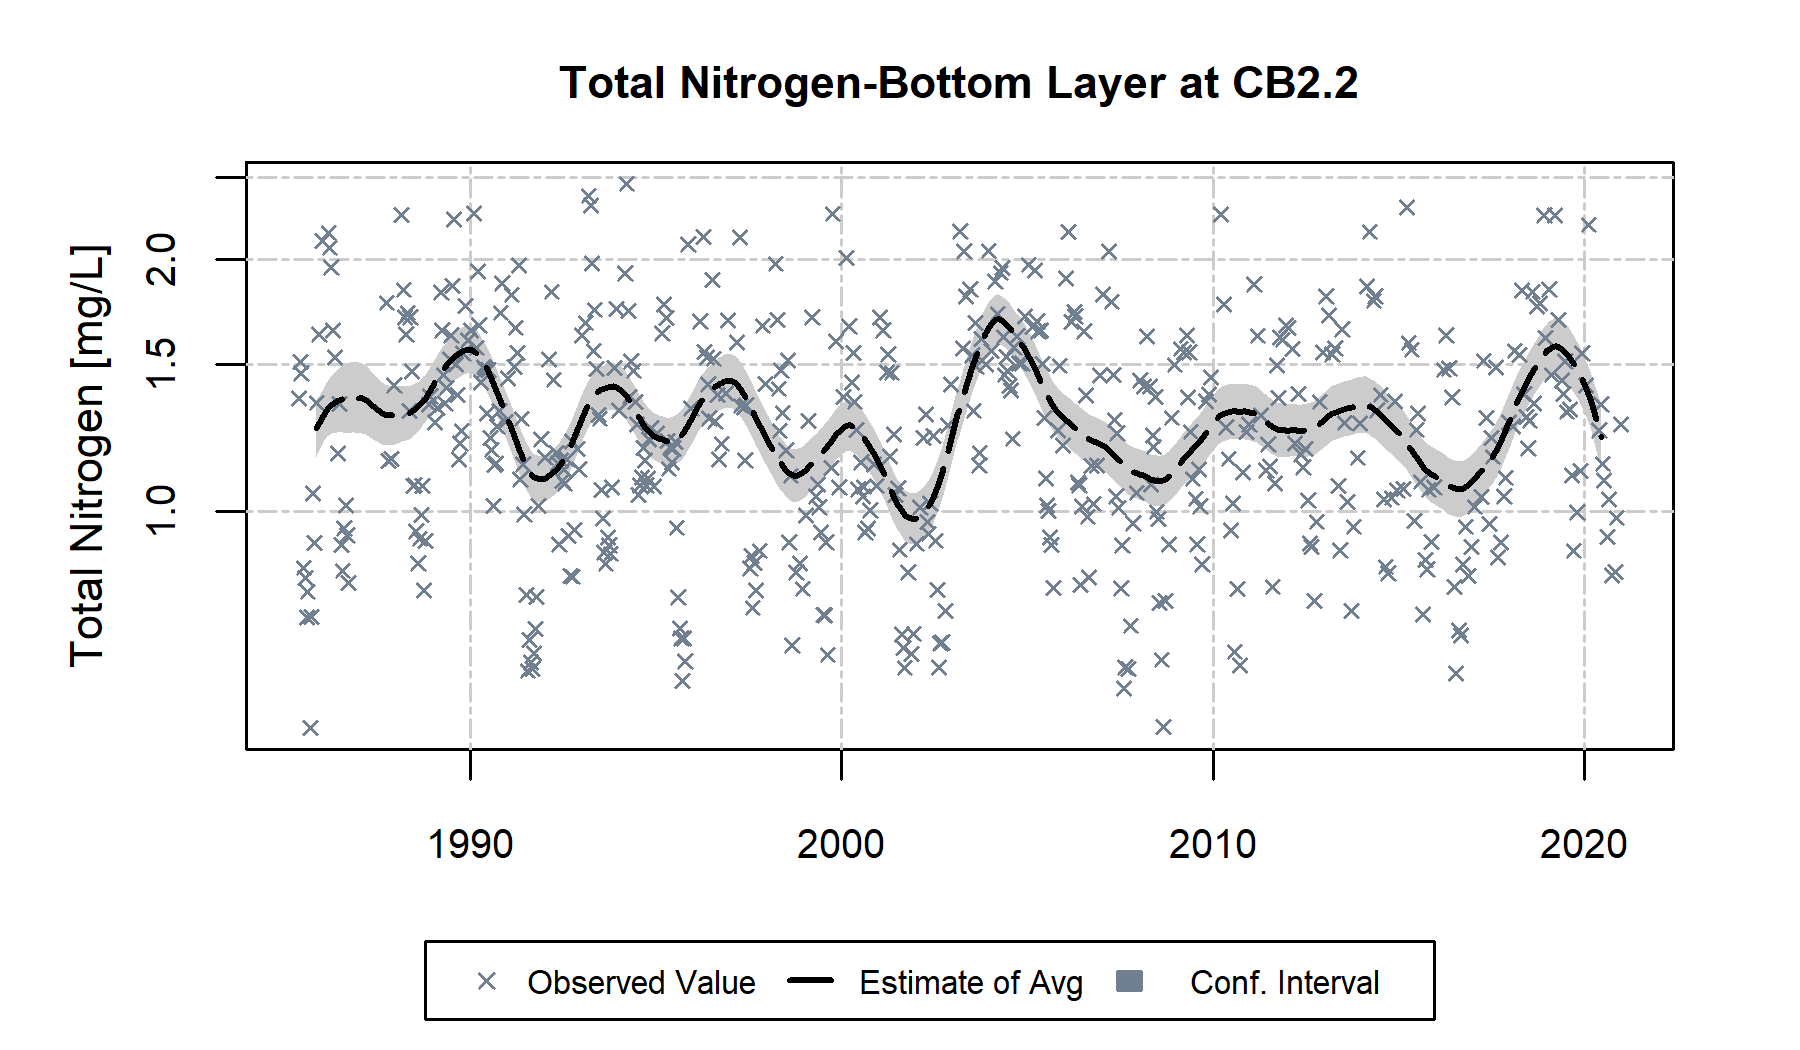 Total Nitrogen-Bottom Layer at CB2.2
Total Nitrogen [mg/L]
2.0
1.5
1.0
1990 2000 2010 2020
Observed Value Estimate of Avg Conf. Interval